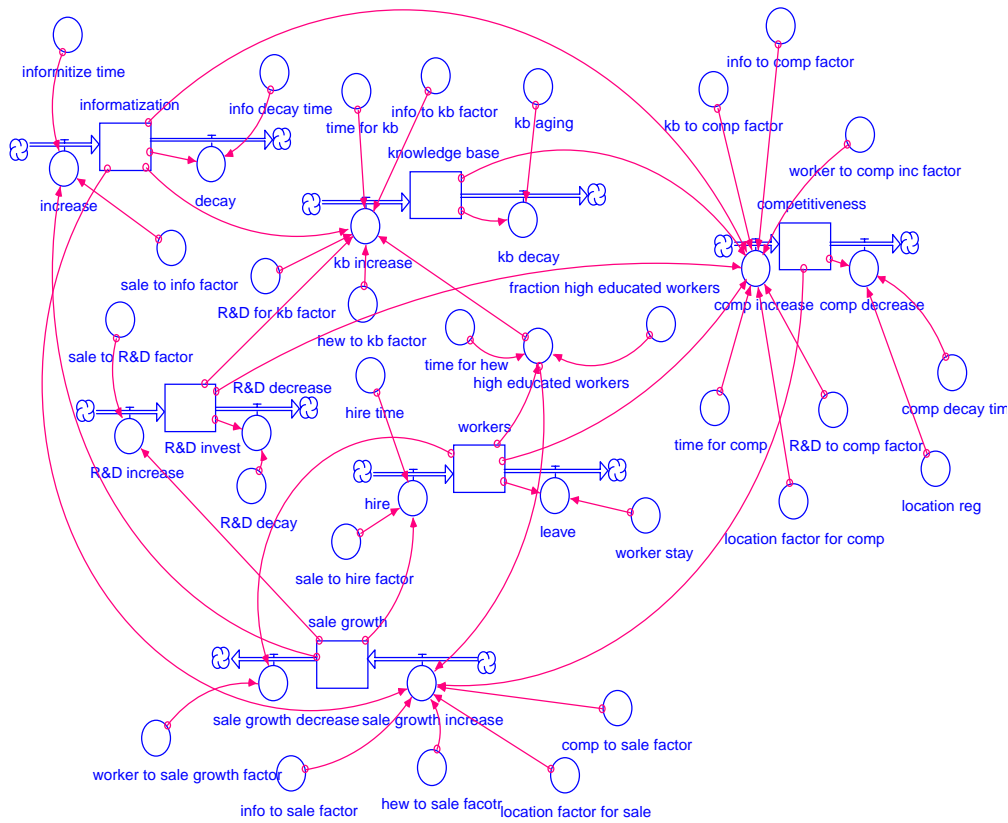 informitize time
info to comp factor
informatization
info decay time
info to kb factor
time for kb
kb aging
kb to comp factor
knowledge base
worker to comp inc factor
increase
decay
competitiveness
kb increase
kb decay
sale to info factor
fraction high educated workers
R&D for kb factor
comp increase
comp decrease
hew to kb factor
sale to R&D factor
time for hew
high educated workers
R&D decrease
hire time
comp decay tim
workers
time for comp
R&D to comp factor
R&D invest
R&D increase
R&D decay
hire
leave
location reg
location factor for comp
worker stay
sale to hire factor
sale growth
sale growth decrease
sale growth increase
comp to sale factor
worker to sale growth factor
info to sale factor
hew to sale facotr
location factor for sale